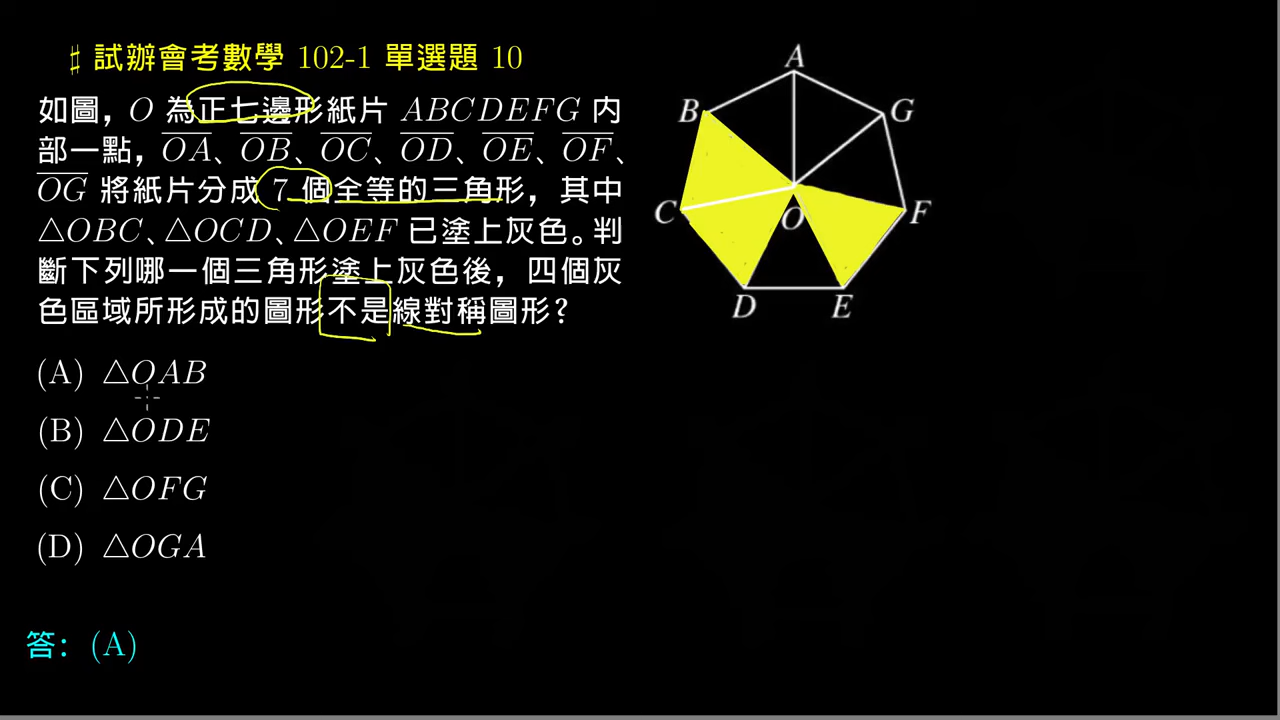 ♯ 試辦會考數學 102-1 單選題 10
如圖，O 為正七邊形紙片 ABCDEFG 內
部一點，OA、OB、OC、OD、OE、OF、
OG 將紙片分成 7 個全等的三角形，其中
△OBC、△OCD、△OEF 已塗上灰色。判
斷下列哪一個三角形塗上灰色後，四個灰
色區域所形成的圖形不是線對稱圖形？
(A) △OAB
(B) △ODE
(C) △OFG
(D) △OGA
答：(A)
A
B
G
C
O
F
D
E